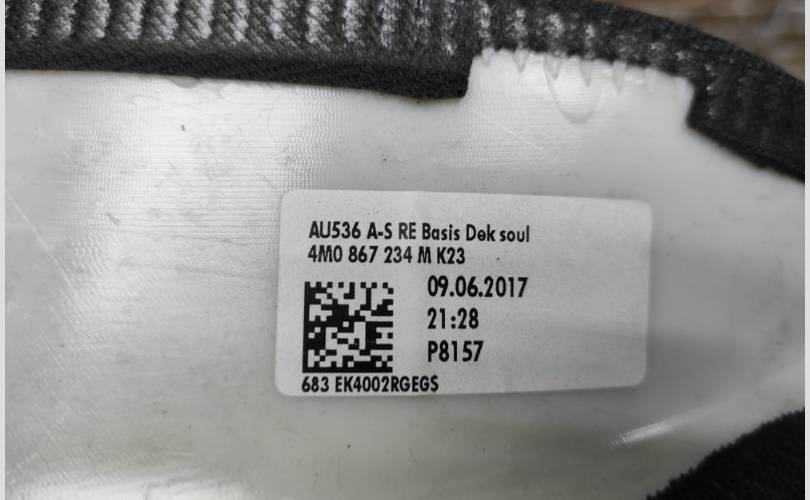 AU536 A-S RE Basis Dek soul
4M0 867 234 M K23
09.06.2017
21:28
P8157
683 EK4002RGEGS